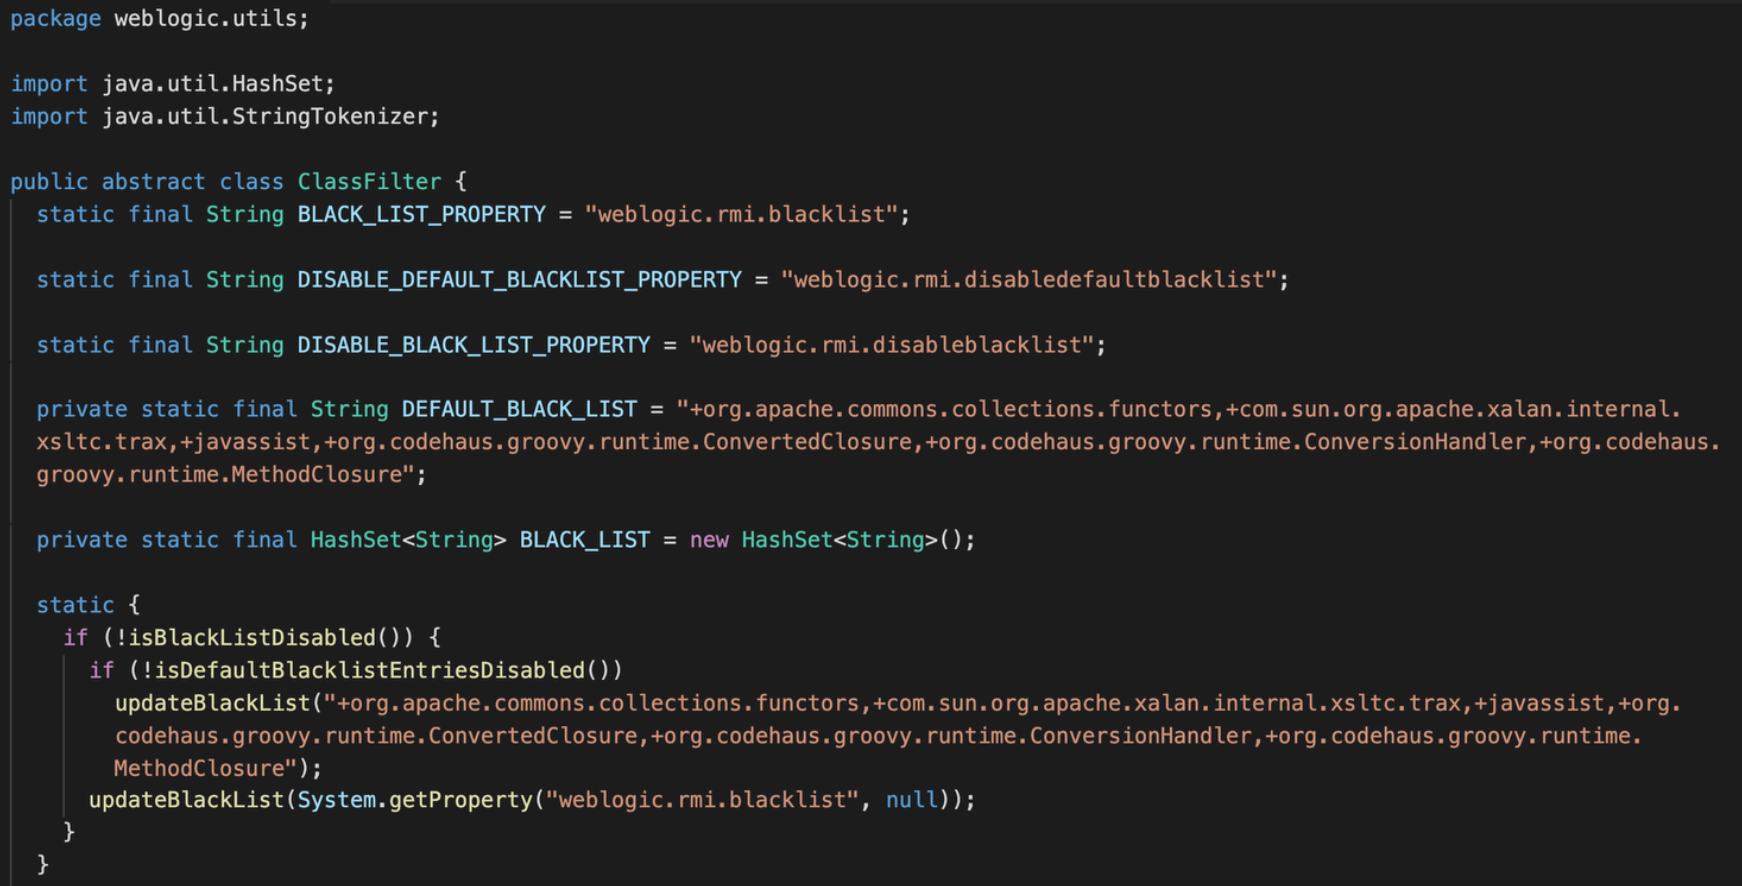 package weblogic.utils;
import java.util.HashSet;
import java.util.StringTokenizer;
public abstract class ClassFilter {
static final String BLACK_LIST_PROPERTY = "weblogic.rmi.blacklist";
static final String DISABLE_DEFAULT_BLACKLIST_PROPERTY = "weblogic.rmi.disabledefaultblacklist";
static final String DISABLE_BLACK_LIST_PROPERTY = "weblogic.rmi.disableblacklist";
private static final String DEFAULT_BLACK_LIST = "+org.apache.commons.collections.functors,+com.sun.org.apache.xalan.internal.
xsltc.trax,+javassist,+org.codehaus.groovy.runtime.ConvertedClosure,+org.codehaus.groovy.runtime.ConversionHandler,+org.codehaus.
groovy.runtime.MethodClosure";
private static final HashSet<String> BLACK_LIST = new HashSet<String>();
static {
if (!isBlackListDisabled()) {
if (!isDefaultBlacklistEntriesDisabled())
updateBlackList("+org.apache.commons.collections.functors,+com.sun.org.apache.xalan.internal.xsltc.trax,+javassist,+org.
codehaus.groovy.runtime.ConvertedClosure,+org.codehaus.groovy.runtime.ConversionHandler,+org.codehaus.groovy.runtime.
MethodClosure");
updateBlackList(System.getProperty("weblogic.rmi.blacklist", null));
}
}